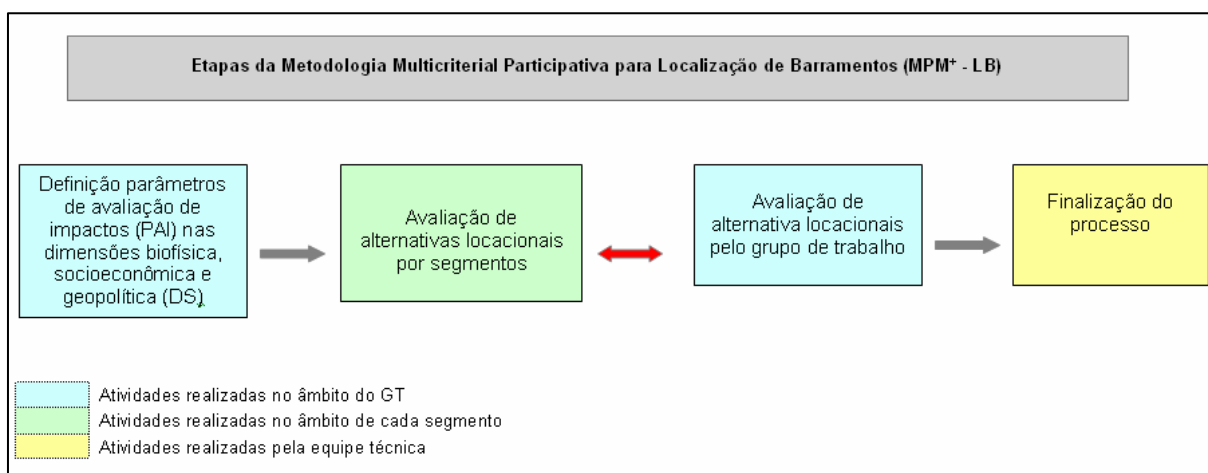 Etapas da Metodologia Multicriterial Participativa para Localização de Barramentos (MPM⁺ - LB)
Definição parâmetros
de avaliação de
impactos (PAI) nas
dimensões biofísica,
socioeconômica e
geopolítica (DS)
Avaliação de
alternativas locacionais
por segmentos
Avaliação de
alternativa locacionais
pelo grupo de trabalho
Finalização do
processo
Atividades realizadas no âmbito do GT
Atividades realizadas no âmbito de cada segmento
Atividades realizadas pela equipe técnica